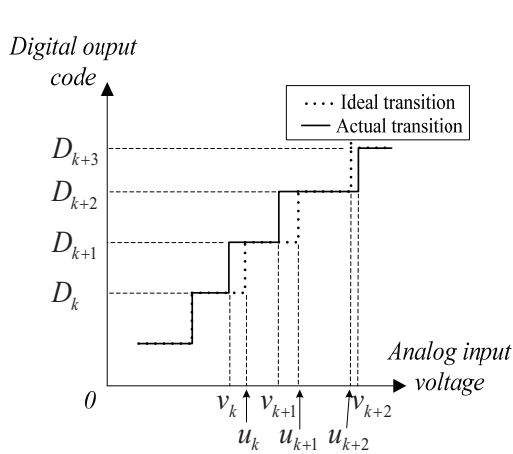 Digital ouput
code
Ideal transition
Actual transition
D_{k+3}
D_{k+2}
D_{k+1}
D_k
Analog input
voltage
0
v_k v_{k+1} v_{k+2}
u_k u_{k+1} u_{k+2}